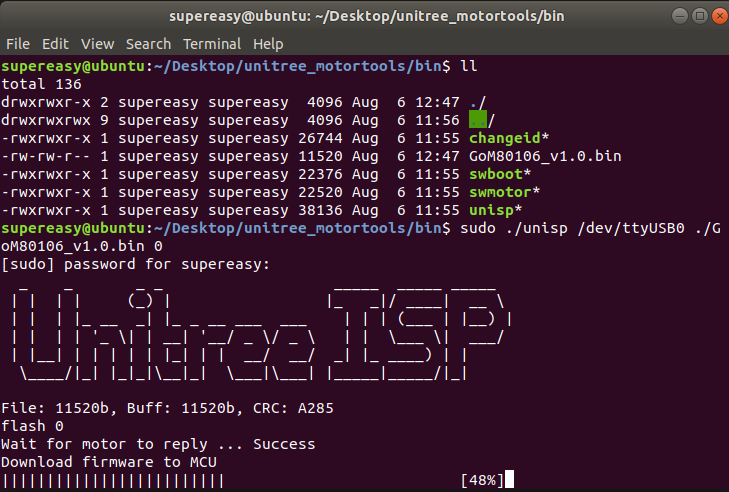 supereasy@ubuntu: ~/Desktop/unitree_motortools/bin
File Edit View Search Terminal Help
supereasy@ubuntu:~/Desktop/unitree_motortools/bin$ ll
total 136
drwxrwxr-x 2 supereasy supereasy  4096 Aug  6 12:47 ./
drwxrwxrwx 9 supereasy supereasy  4096 Aug  6 11:56 ../
-rwxrwxr-x 1 supereasy supereasy 26744 Aug  6 11:55 changeid*
-rw-rw-r-- 1 supereasy supereasy 11520 Aug  6 12:47 GoM80106_v1.0.bin
-rwxrwxr-x 1 supereasy supereasy 22376 Aug  6 11:55 swboot*
-rwxrwxr-x 1 supereasy supereasy 22520 Aug  6 11:55 swmotor*
-rwxrwxr-x 1 supereasy supereasy 38136 Aug  6 11:55 unisp*
supereasy@ubuntu:~/Desktop/unitree_motortools/bin$ sudo ./unisp /dev/ttyUSB0 ./G
oM80106_v1.0.bin 0
[sudo] password for supereasy:
Unitree ISP
File: 11520b, Buff: 11520b, CRC: A285
flash 0
Wait for motor to reply ... Success
Download firmware to MCU
||||||||||||||||||||||||| [48%]